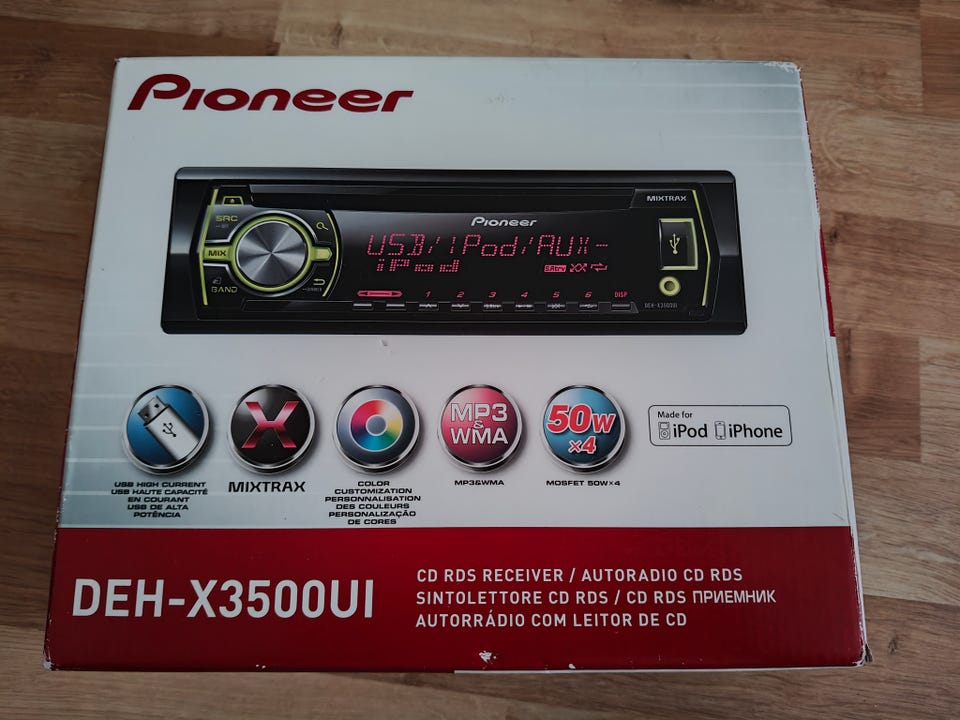 Pioneer
MIXTRAX
SRC
Pioneer
MIX
USB/iPod/AUX-
iPod
BAND
1 2 3 4 5 6 DISP
DEH-X3500UI
MP3
&
WMA
50W
×4
Made for
iPod iPhone
USB HIGH CURRENT
USB HAUTE CAPACITÉ
EN COURANT
USB DE ALTA
POTÊNCIA
MIXTRAX
COLOR
CUSTOMIZATION
PERSONNALISATION
DES COULEURS
PERSONALIZAÇÃO
DE CORES
MP3&WMA
MOSFET 50W×4
DEH-X3500UI
CD RDS RECEIVER / AUTORADIO CD RDS
SINTOLETTORE CD RDS / CD RDS ПРИЕМНИК
AUTORRÁDIO COM LEITOR DE CD